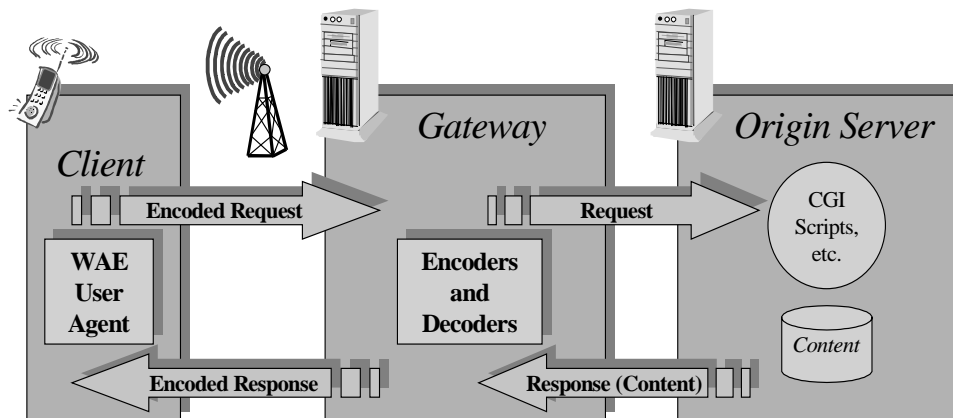 Client
Gateway
Origin Server
Encoded Request
Request
CGI
Scripts,
etc.
WAE
User
Agent
Encoders
and
Decoders
Content
Encoded Response
Response (Content)